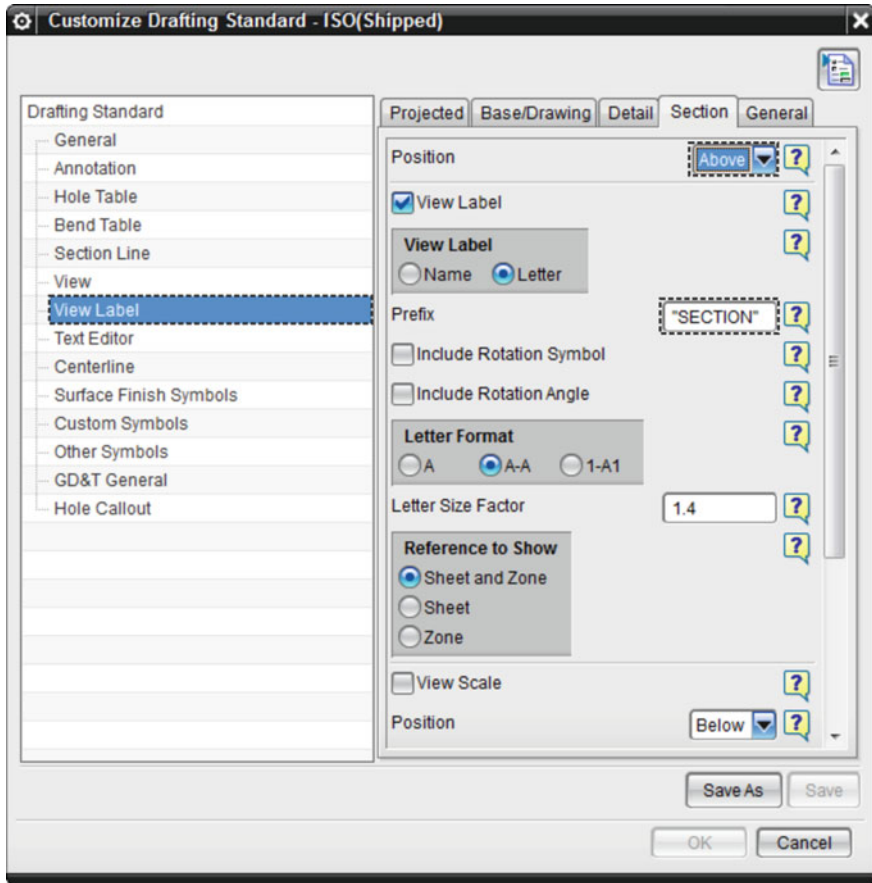 Customize Drafting Standard - ISO(Shipped)
Drafting Standard
General
Annotation
Hole Table
Bend Table
Section Line
View
View Label
Text Editor
Centerline
Surface Finish Symbols
Custom Symbols
Other Symbols
GD&T General
Hole Callout
Projected Base/Drawing Detail Section General
Position Above ?
View Label ?
View Label ?
Name Letter
Prefix "SECTION" ?
Include Rotation Symbol ?
Include Rotation Angle ?
Letter Format ?
A A-A 1-A1
Letter Size Factor 1.4 ?
Reference to Show ?
Sheet and Zone
Sheet
Zone
View Scale ?
Position Below ?
Save As Save
OK Cancel